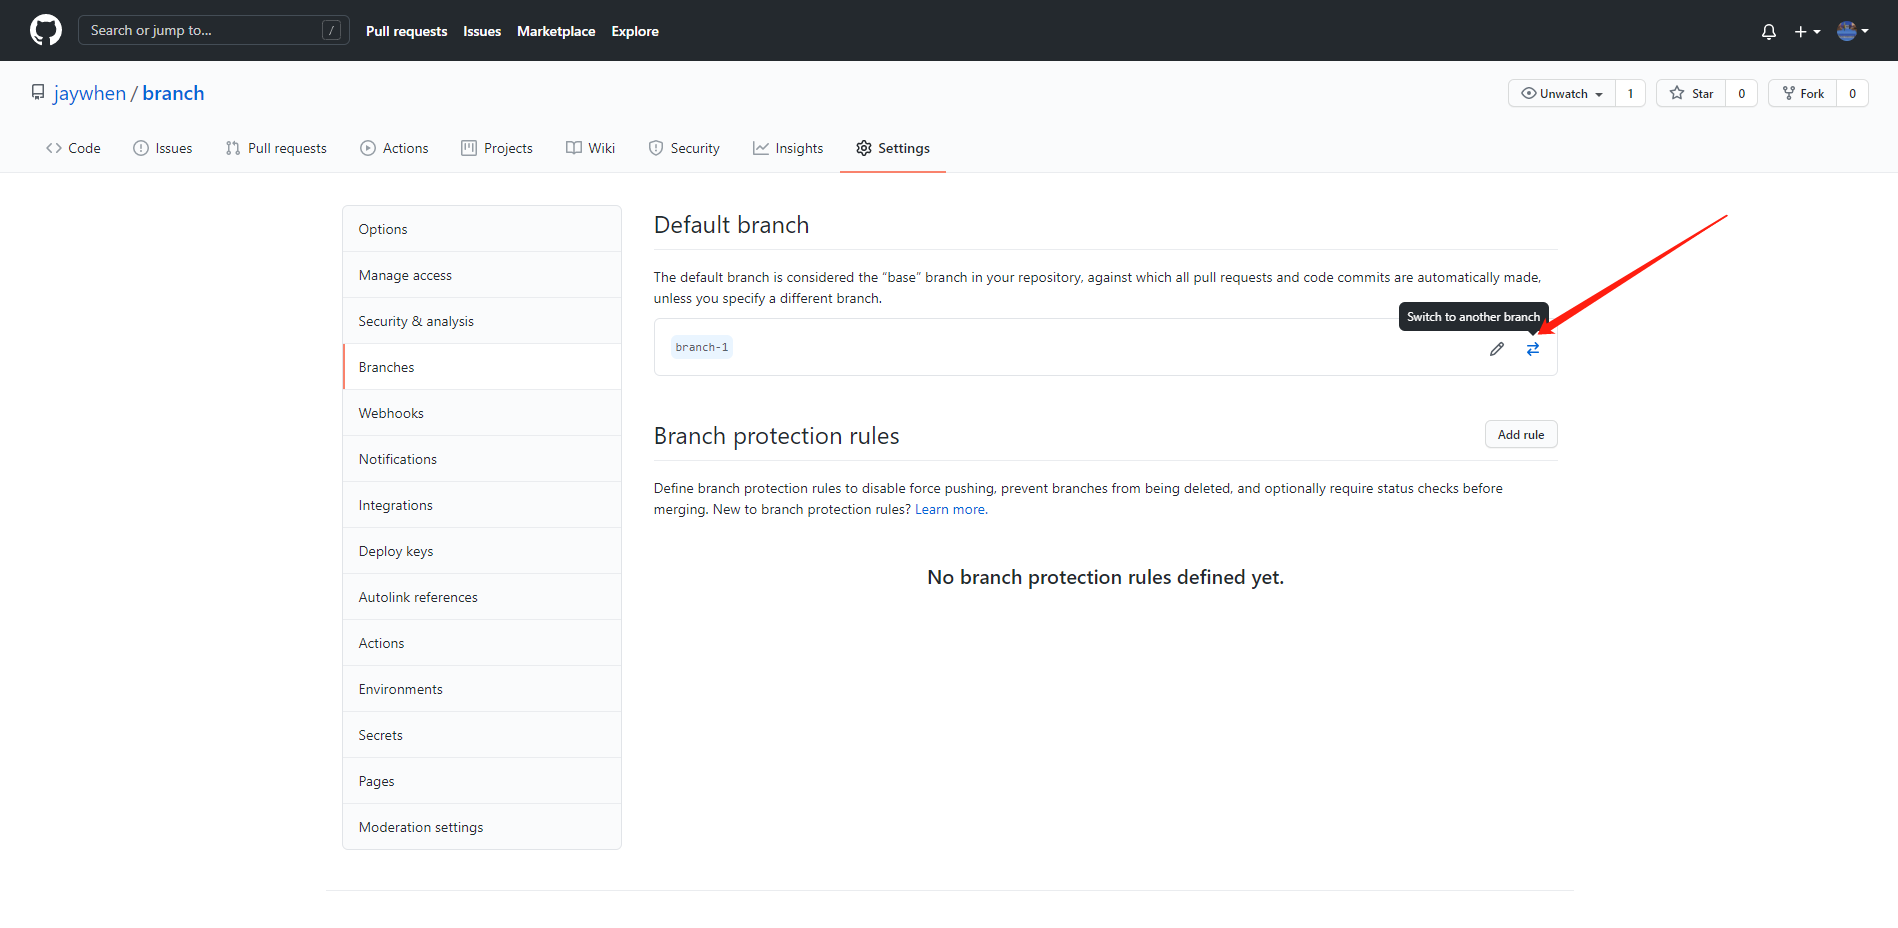 Search or jump to... /
Pull requests Issues Marketplace Explore
jaywhen / branch
Unwatch 1 Star 0 Fork 0
Code Issues Pull requests Actions Projects Wiki Security Insights Settings
Options
Manage access
Security & analysis
Branches
Webhooks
Notifications
Integrations
Deploy keys
Autolink references
Actions
Environments
Secrets
Pages
Moderation settings
Default branch
The default branch is considered the “base” branch in your repository, against which all pull requests and code commits are automatically made,
unless you specify a different branch.
Switch to another branch
branch-1
Branch protection rules
Add rule
Define branch protection rules to disable force pushing, prevent branches from being deleted, and optionally require status checks before
merging. New to branch protection rules? Learn more.
No branch protection rules defined yet.